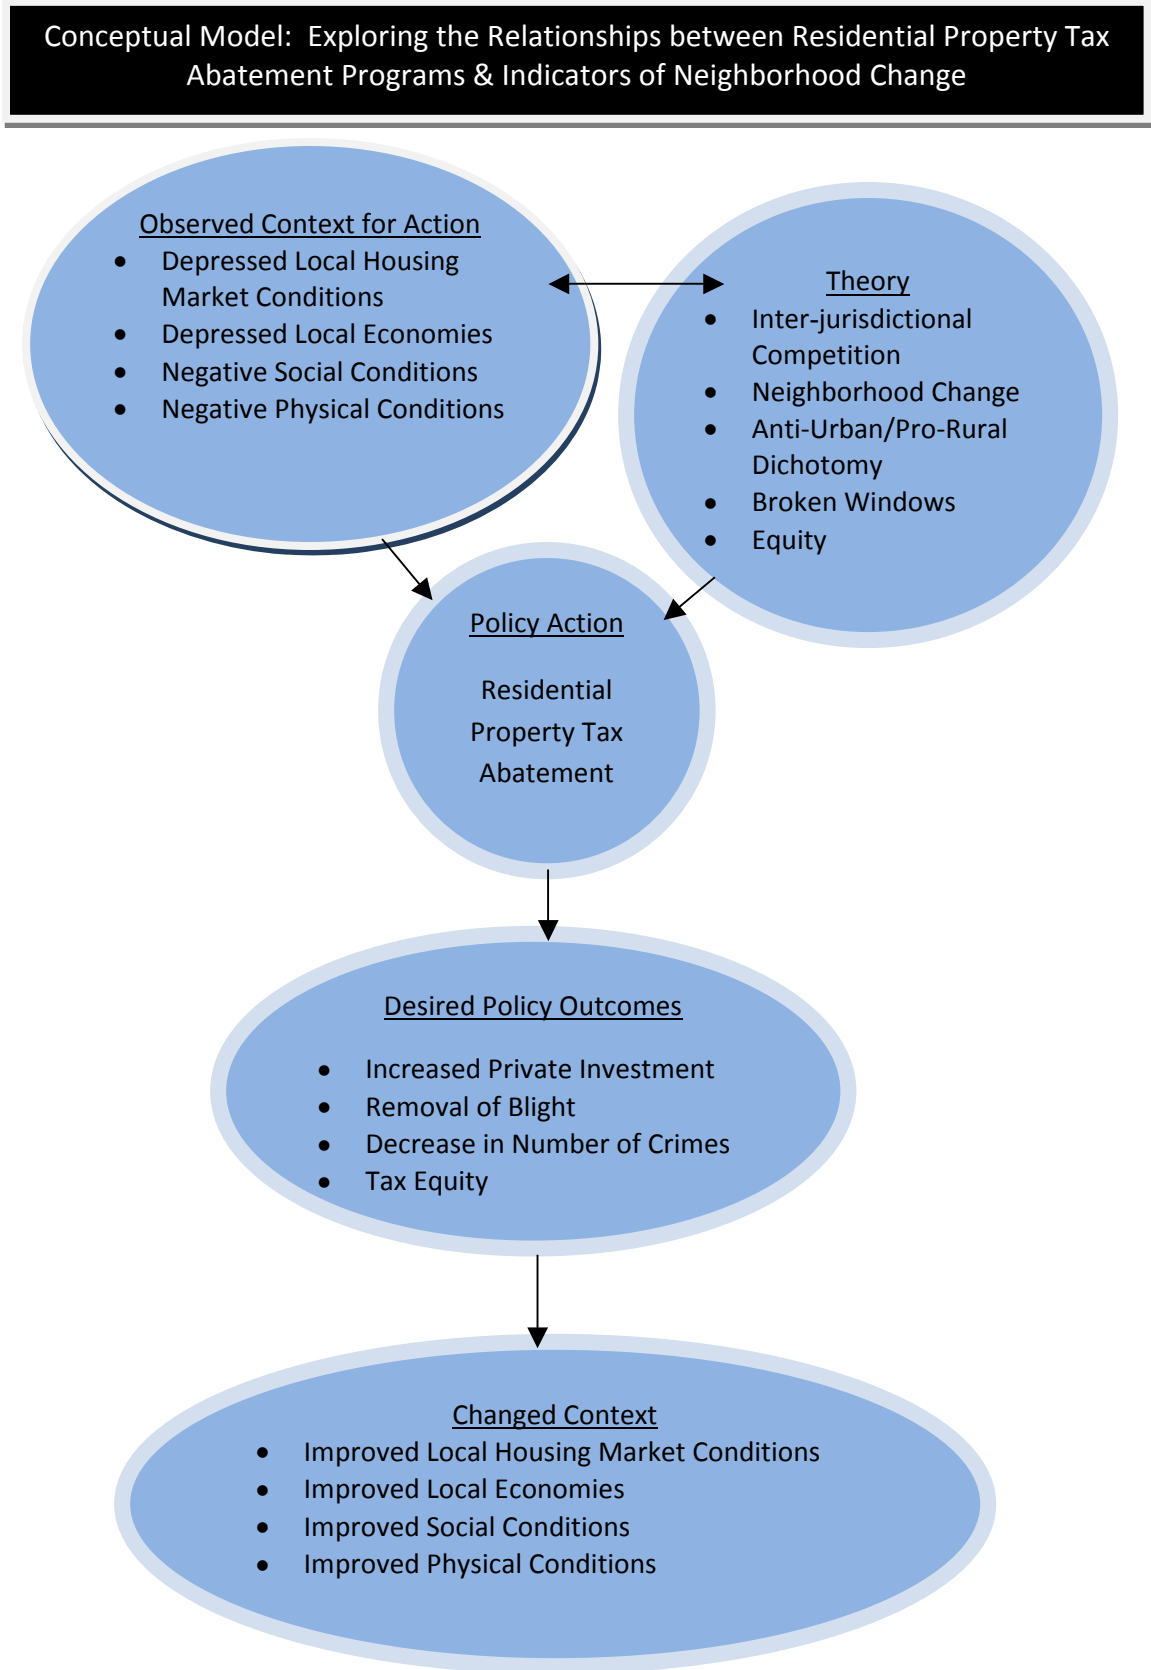 Conceptual Model:  Exploring the Relationships between Residential Property Tax
Abatement Programs & Indicators of Neighborhood Change
Observed Context for Action
• Depressed Local Housing
Market Conditions
• Depressed Local Economies
• Negative Social Conditions
• Negative Physical Conditions
Theory
• Inter-jurisdictional
Competition
• Neighborhood Change
• Anti-Urban/Pro-Rural
Dichotomy
• Broken Windows
• Equity
Policy Action
Residential
Property Tax
Abatement
Desired Policy Outcomes
• Increased Private Investment
• Removal of Blight
• Decrease in Number of Crimes
• Tax Equity
Changed Context
• Improved Local Housing Market Conditions
• Improved Local Economies
• Improved Social Conditions
• Improved Physical Conditions